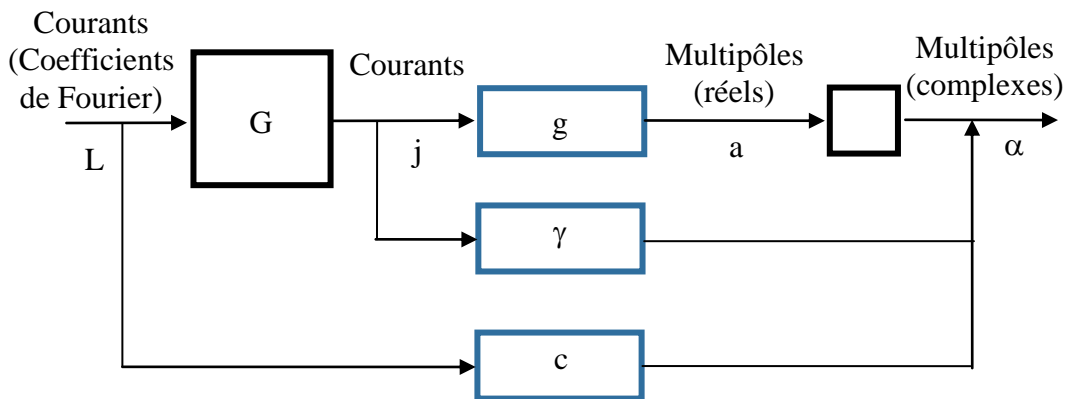 Courants
(Coefficients
de Fourier)
L
G
Courants
j
g
Multipôles
(réels)
a
Multipôles
(complexes)
α
γ
c